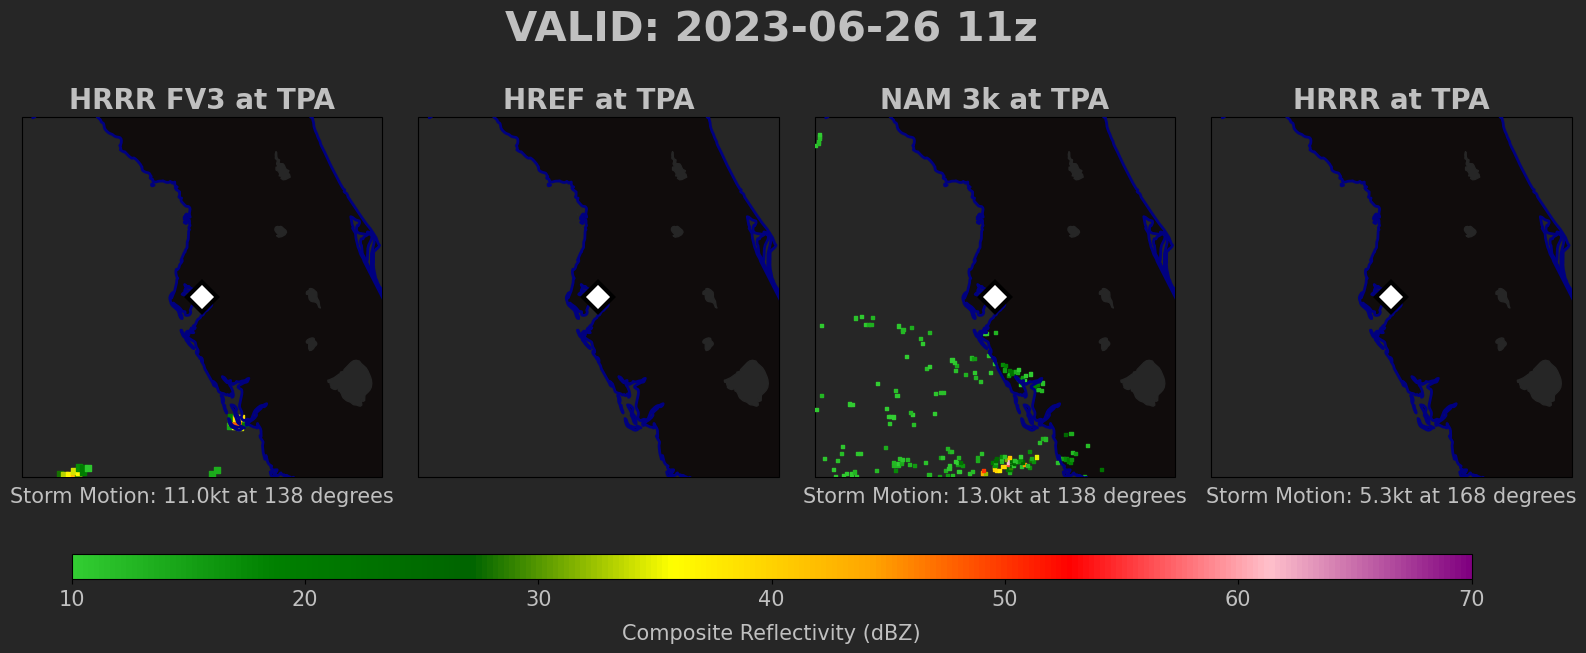 VALID: 2023-06-26 11z
HRRR FV3 at TPA
HREF at TPA
NAM 3k at TPA
HRRR at TPA
Storm Motion: 11.0kt at 138 degrees
Storm Motion: 13.0kt at 138 degrees
Storm Motion: 5.3kt at 168 degrees
10 20 30 40 50 60 70
Composite Reflectivity (dBZ)